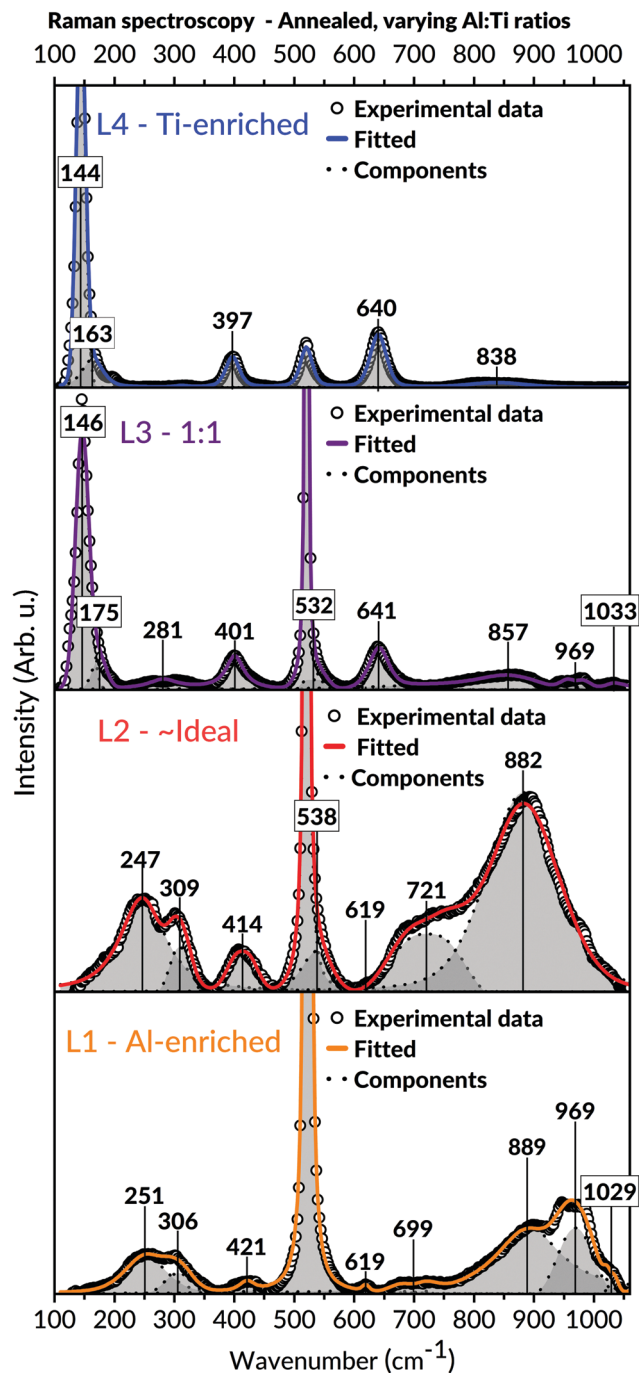 Raman spectroscopy - Annealed, varying Al:Ti ratios
100 200 300 400 500 600 700 800 900 1000
L4 - Ti-enriched
Experimental data
Fitted
Components
144
163
397
640
838
L3 - 1:1
Experimental data
Fitted
Components
146
175
281
401
532
641
857
969
1033
L2 - ~Ideal
Experimental data
Fitted
Components
247
309
414
538
619
721
882
L1 - Al-enriched
Experimental data
Fitted
Components
251
306
421
619
699
889
969
1029
Intensity (Arb. u.)
100 200 300 400 500 600 700 800 900 1000
Wavenumber (cm⁻¹)